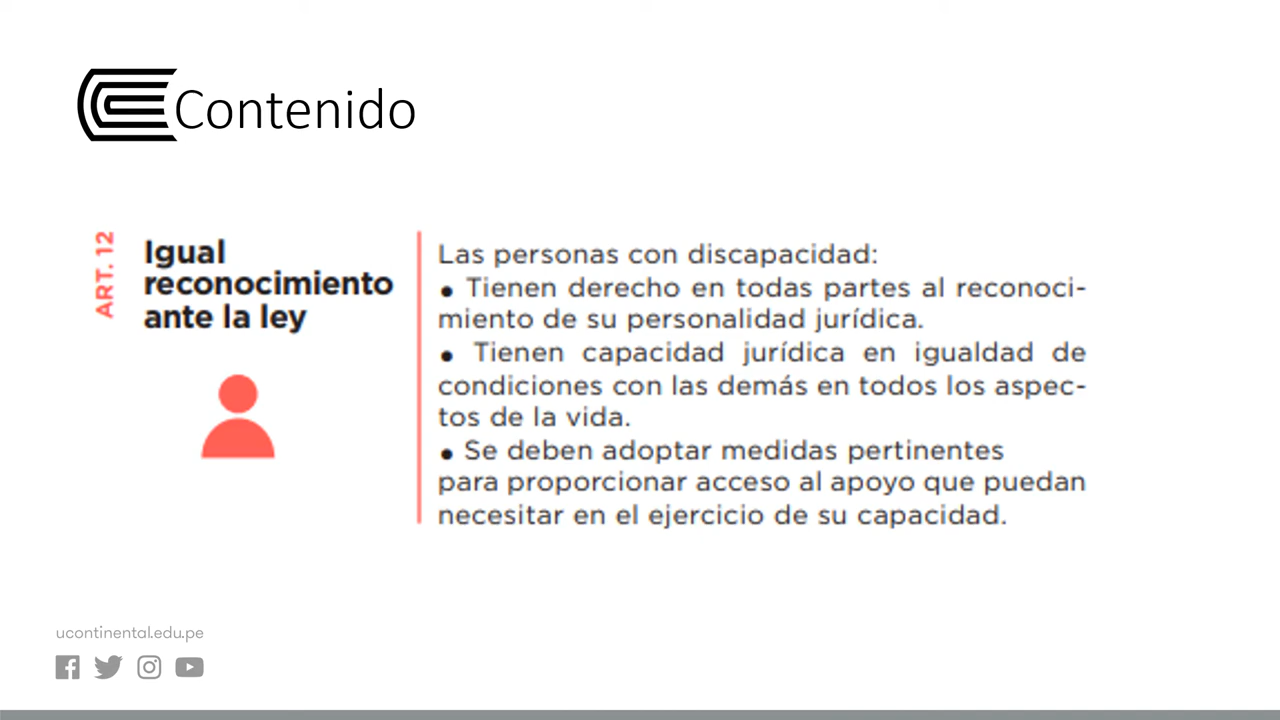 Contenido
ART. 12
Igual
reconocimiento
ante la ley
Las personas con discapacidad:
• Tienen derecho en todas partes al reconoci-
miento de su personalidad jurídica.
• Tienen capacidad jurídica en igualdad de
condiciones con las demás en todos los aspec-
tos de la vida.
• Se deben adoptar medidas pertinentes
para proporcionar acceso al apoyo que puedan
necesitar en el ejercicio de su capacidad.
ucontinental.edu.pe